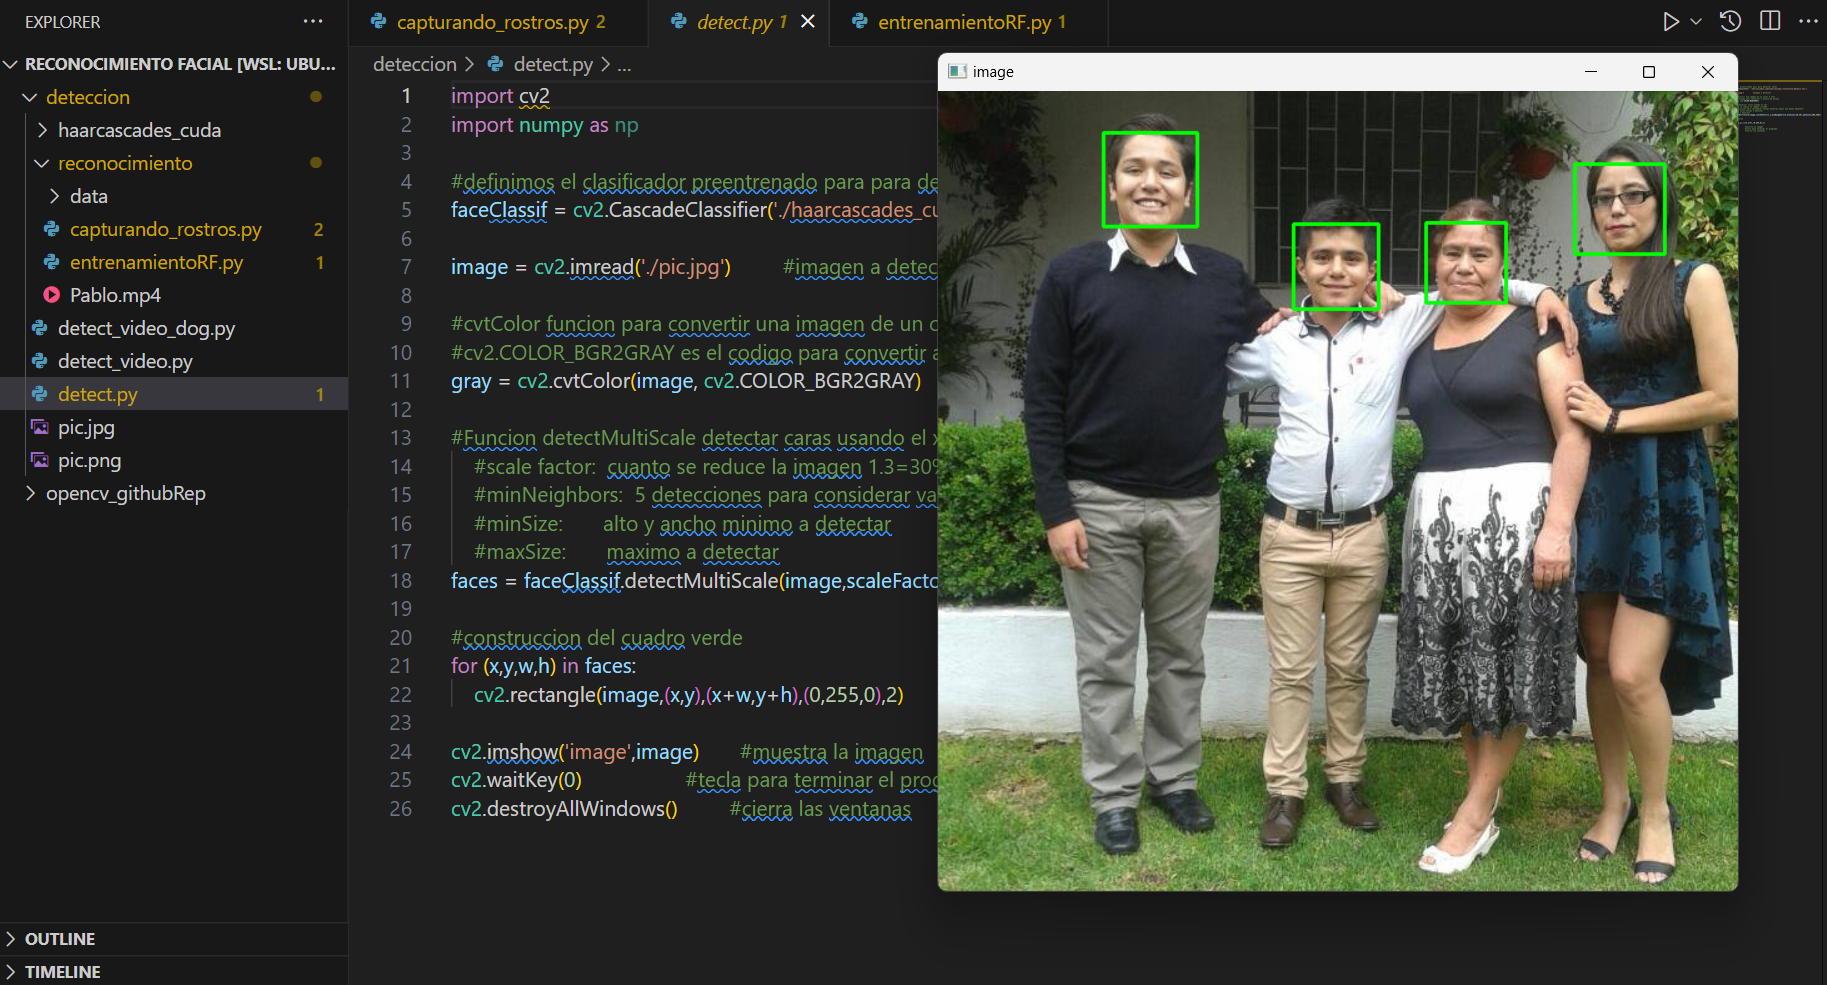 EXPLORER
RECONOCIMIENTO FACIAL [WSL: UBU...
deteccion
haarcascades_cuda
reconocimiento
data
capturando_rostros.py 2
entrenamientoRF.py 1
Pablo.mp4
detect_video_dog.py
detect_video.py
detect.py 1
pic.jpg
pic.png
opencv_githubRep
OUTLINE
TIMELINE
capturando_rostros.py 2
detect.py 1
entrenamientoRF.py 1
deteccion > detect.py > ...
1 import cv2
2 import numpy as np
3
4 #definimos el clasificador preentrenado para para de
5 faceClassif = cv2.CascadeClassifier('./haarcascades_cu
6
7 image = cv2.imread('./pic.jpg') #imagen a detec
8
9 #cvtColor funcion para convertir una imagen de un c
10 #cv2.COLOR_BGR2GRAY es el codigo para convertir a
11 gray = cv2.cvtColor(image, cv2.COLOR_BGR2GRAY)
12
13 #Funcion detectMultiScale detectar caras usando el x
14 #scale factor: cuanto se reduce la imagen 1.3=30%
15 #minNeighbors: 5 detecciones para considerar va
16 #minSize: alto y ancho minimo a detectar
17 #maxSize: maximo a detectar
18 faces = faceClassif.detectMultiScale(image,scaleFacto
19
20 #construccion del cuadro verde
21 for (x,y,w,h) in faces:
22 cv2.rectangle(image,(x,y),(x+w,y+h),(0,255,0),2)
23
24 cv2.imshow('image',image) #muestra la imagen
25 cv2.waitKey(0) #tecla para terminar el proc
26 cv2.destroyAllWindows() #cierra las ventanas
image